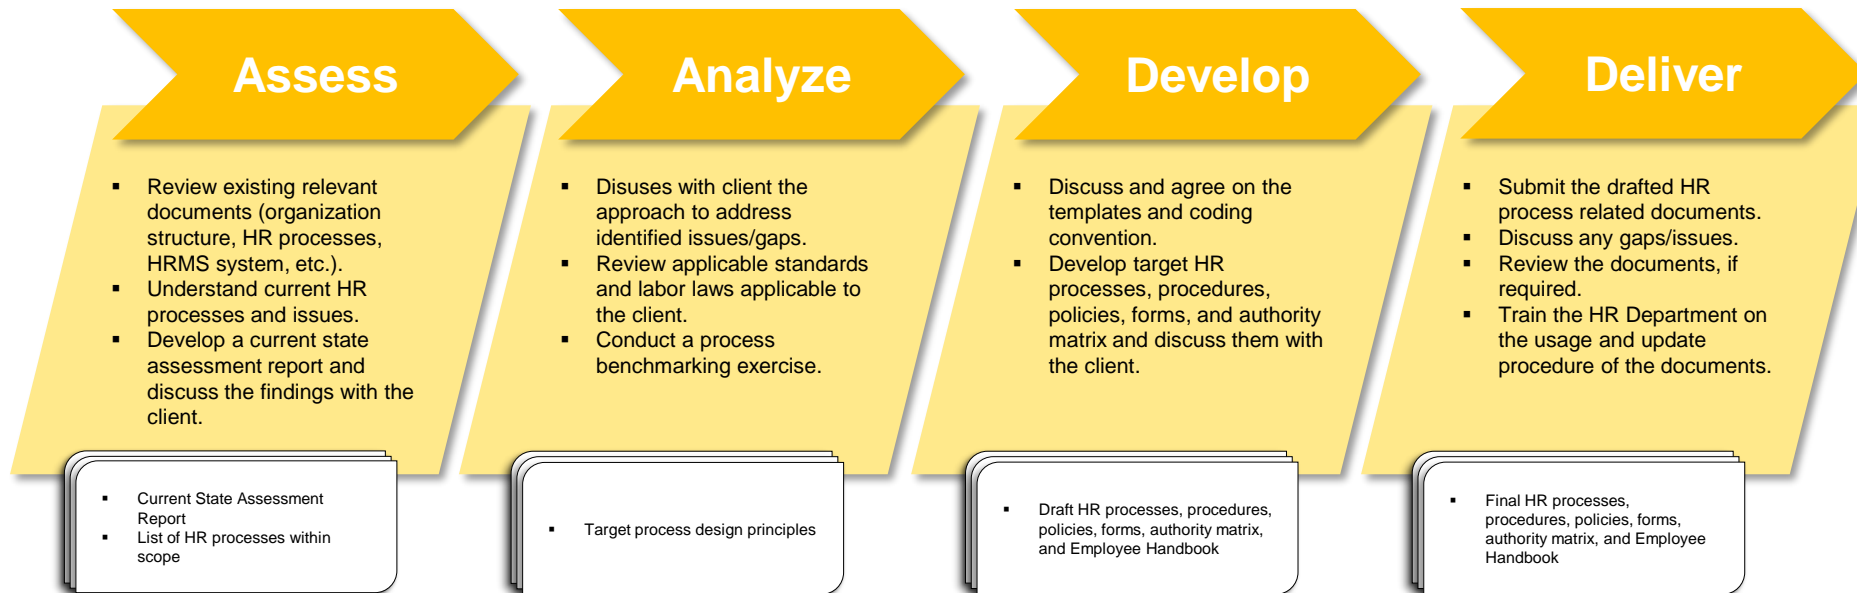 Assess
▪ Review existing relevant
documents (organization
structure, HR processes,
HRMS system, etc.).
▪ Understand current HR
processes and issues.
▪ Develop a current state
assessment report and
discuss the findings with the
client.
▪ Current State Assessment
Report
▪ List of HR processes within
scope
Analyze
▪ Disuses with client the
approach to address
identified issues/gaps.
▪ Review applicable standards
and labor laws applicable to
the client.
▪ Conduct a process
benchmarking exercise.
▪ Target process design principles
Develop
▪ Discuss and agree on the
templates and coding
convention.
▪ Develop target HR
processes, procedures,
policies, forms, and authority
matrix and discuss them with
the client.
▪ Draft HR processes, procedures,
policies, forms, authority matrix,
and Employee Handbook
Deliver
▪ Submit the drafted HR
process related documents.
▪ Discuss any gaps/issues.
▪ Review the documents, if
required.
▪ Train the HR Department on
the usage and update
procedure of the documents.
▪ Final HR processes,
procedures, policies, forms,
authority matrix, and Employee
Handbook